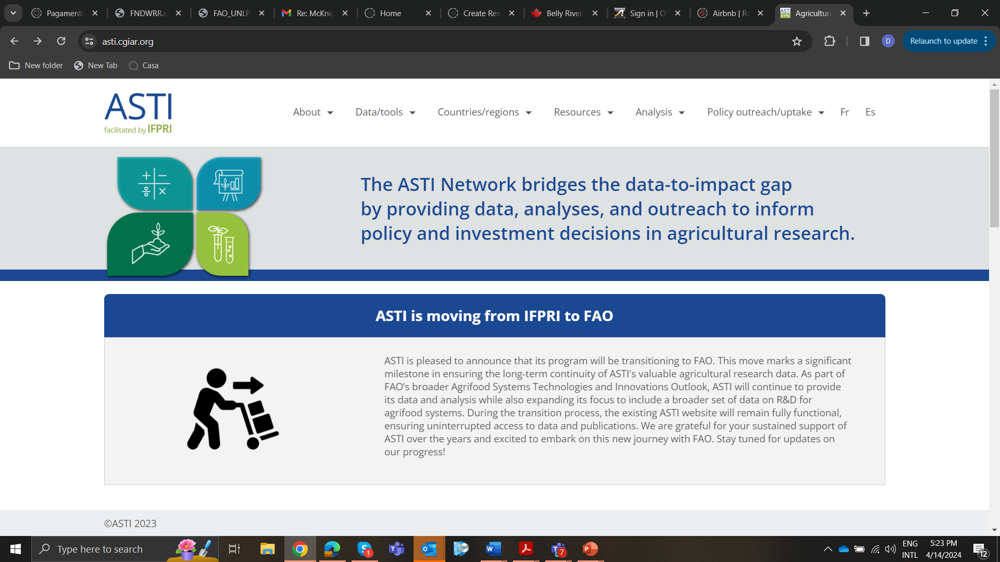 Pagamento
FNDWRR.e
FAO_UNLP
Re: McKnig
Home
Create Res
Belly River
Sign in | O
Airbnb | Ra
Agricultura
asti.cgiar.org
D
Relaunch to update
New folder
New Tab
Casa
ASTI
facilitated by IFPRI
About
Data/tools
Countries/regions
Resources
Analysis
Policy outreach/uptake
Fr
Es
The ASTI Network bridges the data-to-impact gap
by providing data, analyses, and outreach to inform
policy and investment decisions in agricultural research.
ASTI is moving from IFPRI to FAO
ASTI is pleased to announce that its program will be transitioning to FAO. This move marks a significant
milestone in ensuring the long-term continuity of ASTI's valuable agricultural research data. As part of
FAO’s broader Agrifood Systems Technologies and Innovations Outlook, ASTI will continue to provide
its data and analysis while also expanding its focus to include a broader set of data on R&D for
agrifood systems. During the transition process, the existing ASTI website will remain fully functional,
ensuring uninterrupted access to data and publications. We are grateful for your sustained support of
ASTI over the years and excited to embark on this new journey with FAO. Stay tuned for updates on
our progress!
©ASTI 2023
Type here to search
1
7
ENG
INTL
5:23 PM
4/14/2024
12